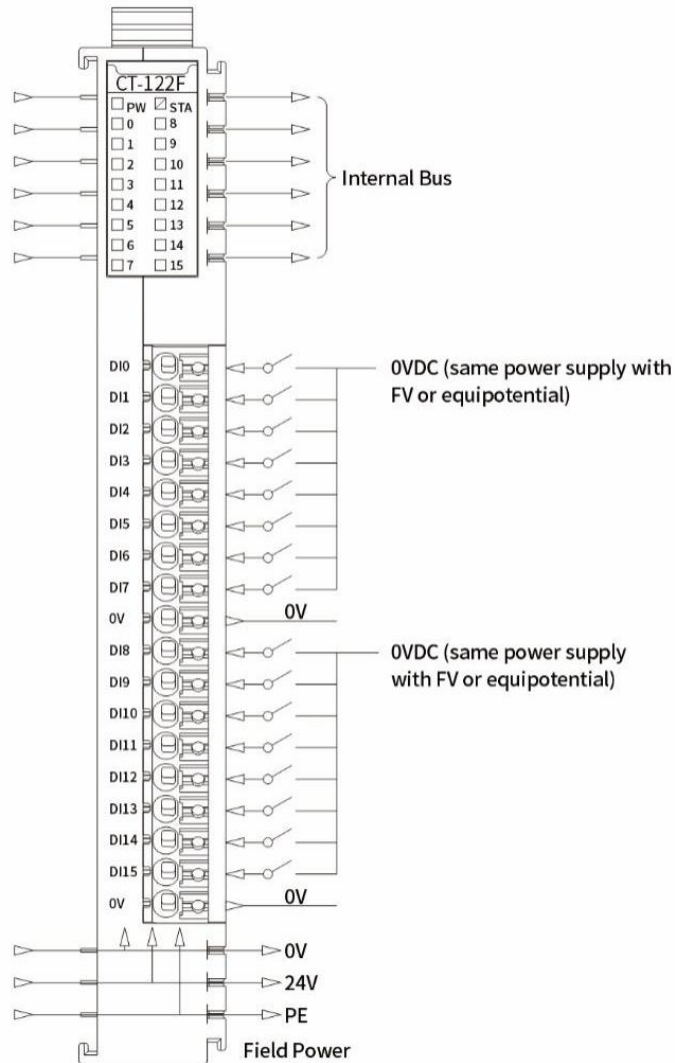 CT-122F
PW STA
0 8
1 9
2 10
3 11
4 12
5 13
6 14
7 15
Internal Bus
DI0
DI1
DI2
DI3
DI4
DI5
DI6
DI7
0V
DI8
DI9
DI10
DI11
DI12
DI13
DI14
DI15
0V
0VDC (same power supply with
FV or equipotential)
0V
0VDC (same power supply
with FV or equipotential)
0V
0V
24V
PE
Field Power